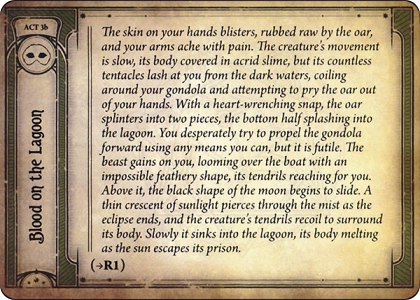 ACT 3b
Blood on the Lagoon
The skin on your hands blisters, rubbed raw by the oar,
and your arms ache with pain. The creature's movement
is slow, its body covered in acrid slime, but its countless
tentacles lash at you from the dark waters, coiling
around your gondola and attempting to pry the oar out
of your hands. With a heart-wrenching snap, the oar
splinters into two pieces, the bottom half splashing into
the lagoon. You desperately try to propel the gondola
forward using any means you can, but it is futile. The
beast gains on you, looming over the boat with an
impossible feathery shape, its tendrils reaching for you.
Above it, the black shape of the moon begins to slide. A
thin crescent of sunlight pierces through the mist as the
eclipse ends, and the creature's tendrils recoil to surround
its body. Slowly it sinks into the lagoon, its body melting
as the sun escapes its prison.
(→R1)